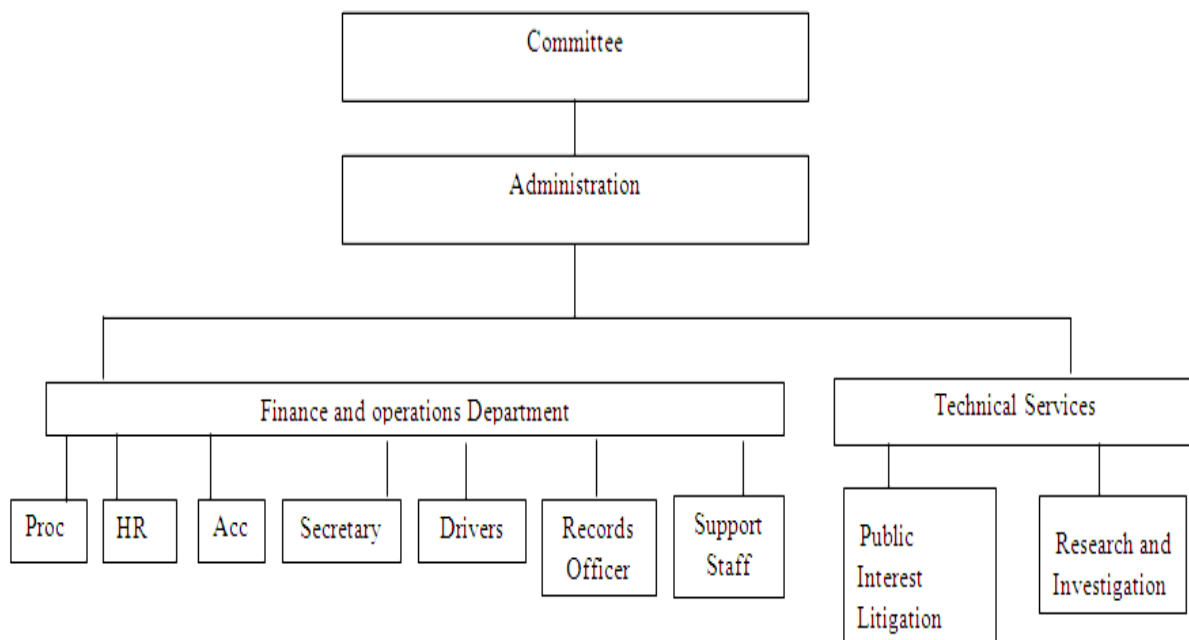 Committee
Administration
Finance and operations Department
Technical Services
Proc
HR
Acc
Secretary
Drivers
Records
Officer
Support
Staff
Public
Interest
Litigation
Research and
Investigation